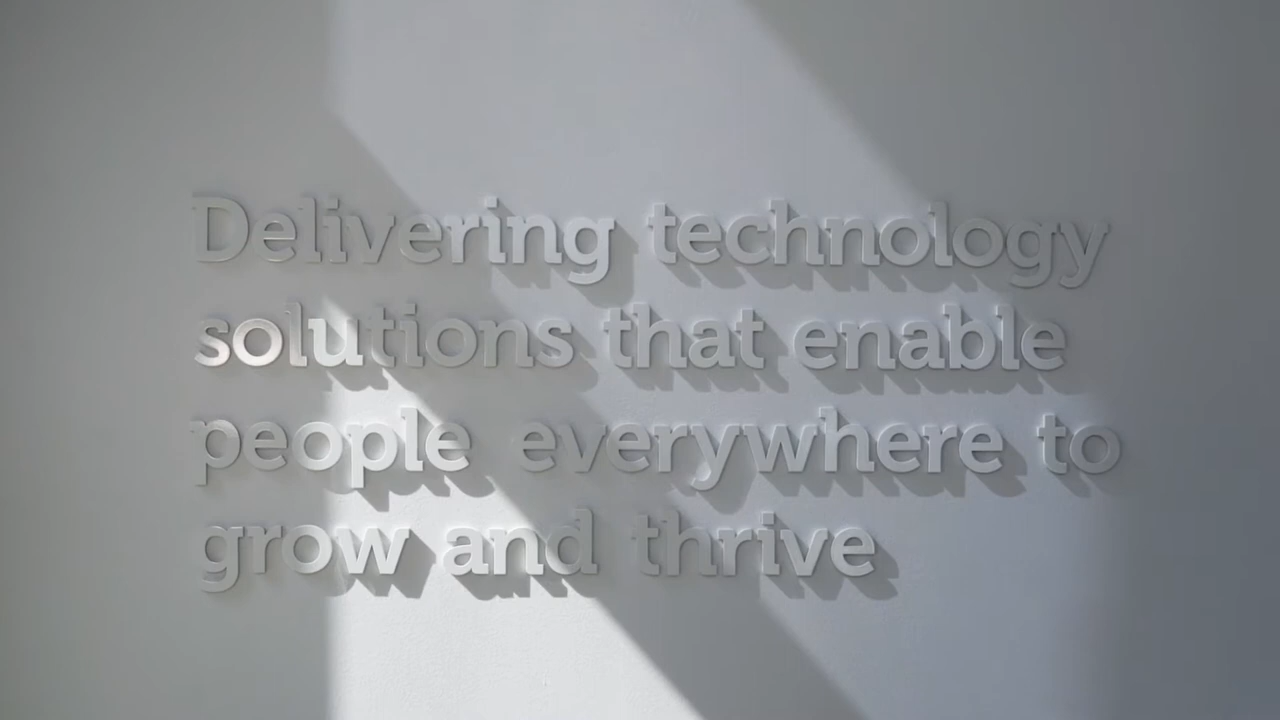 Delivering technology
solutions that enable
people everywhere to
grow and thrive